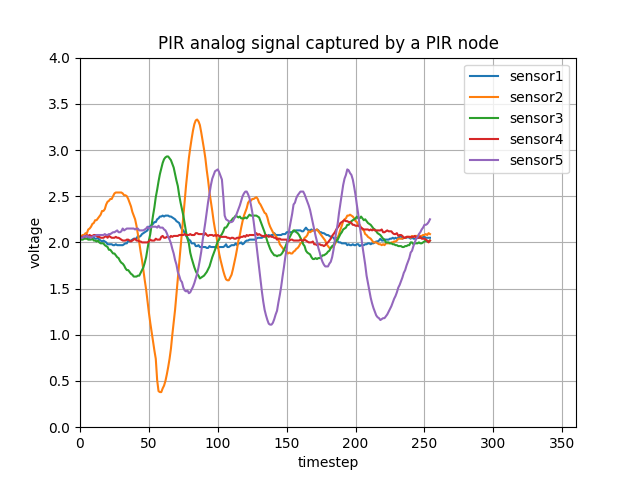 PIR analog signal captured by a PIR node
sensor1
sensor2
sensor3
sensor4
sensor5
voltage
4.0
3.5
3.0
2.5
2.0
1.5
1.0
0.5
0.0
0 50 100 150 200 250 300 350
timestep